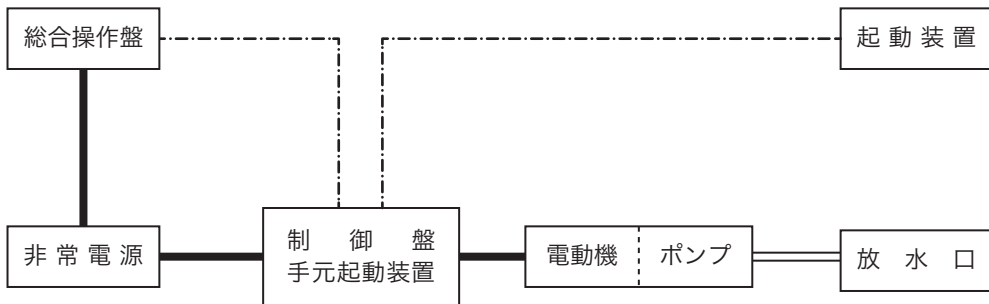 総合操作盤
起動装置
非常電源
制御盤
手元起動装置
電動機
ポンプ
放水口